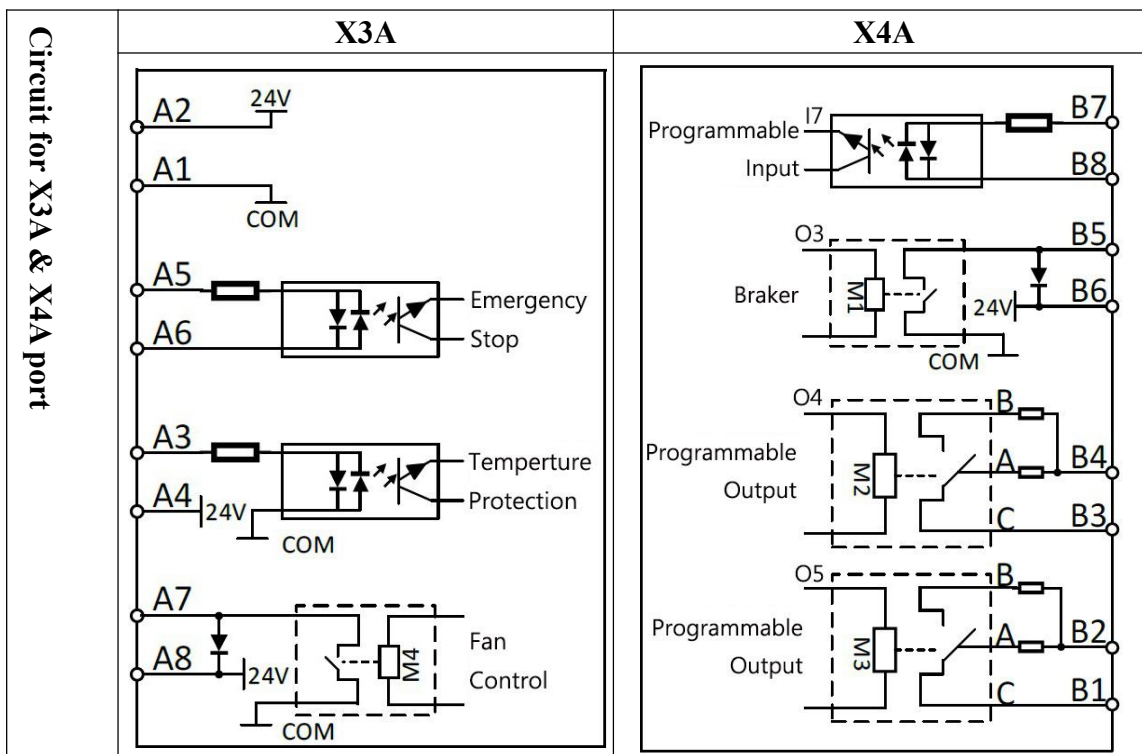 Circuit for X3A & X4A port
X3A
X4A
A2
24V
A1
COM
A5
Emergency
A6
Stop
A3
Temperture
A4
24V
Protection
COM
A7
Fan
M4
A8
24V
Control
COM
I7
B7
Programmable
Input
B8
O3
B5
Braker
M1
24V
B6
COM
O4
B
Programmable
M2
A
B4
Output
C
B3
O5
B
Programmable
M3
A
B2
Output
C
B1